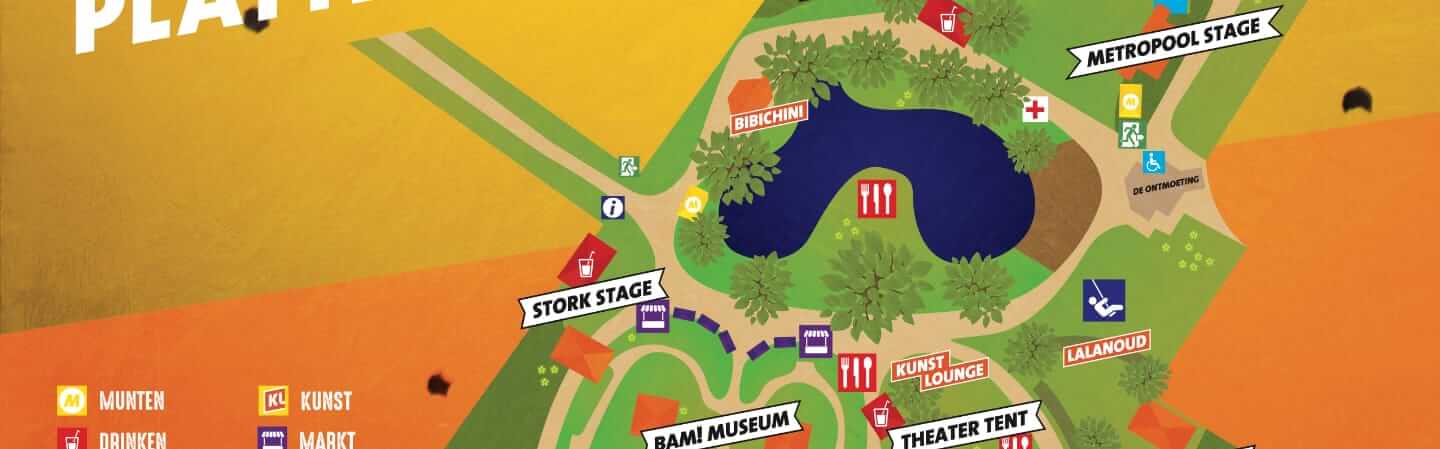 METROPOOL STAGE
BIBICHINI
M
DE ONTMOETING
i
M
STORK STAGE
LALANOUD
KUNST
LOUNGE
BAM! MUSEUM
THEATER TENT
M MUNTEN
KL KUNST
DRINKEN
MARKT